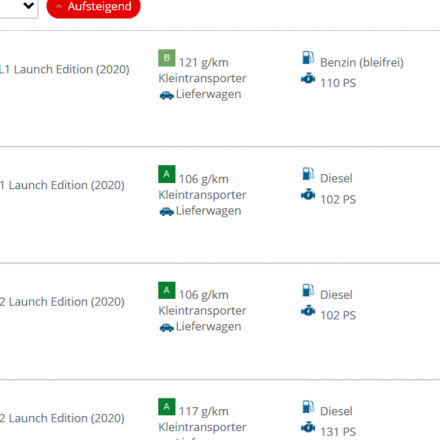 Aufsteigend
B 121 g/km
Benzin (bleifrei)
L1 Launch Edition (2020)
Kleintransporter
110 PS
Lieferwagen
A 106 g/km
Diesel
1 Launch Edition (2020)
Kleintransporter
102 PS
Lieferwagen
A 106 g/km
Diesel
2 Launch Edition (2020)
Kleintransporter
102 PS
Lieferwagen
A 117 g/km
Diesel
2 Launch Edition (2020)
Kleintransporter
131 PS